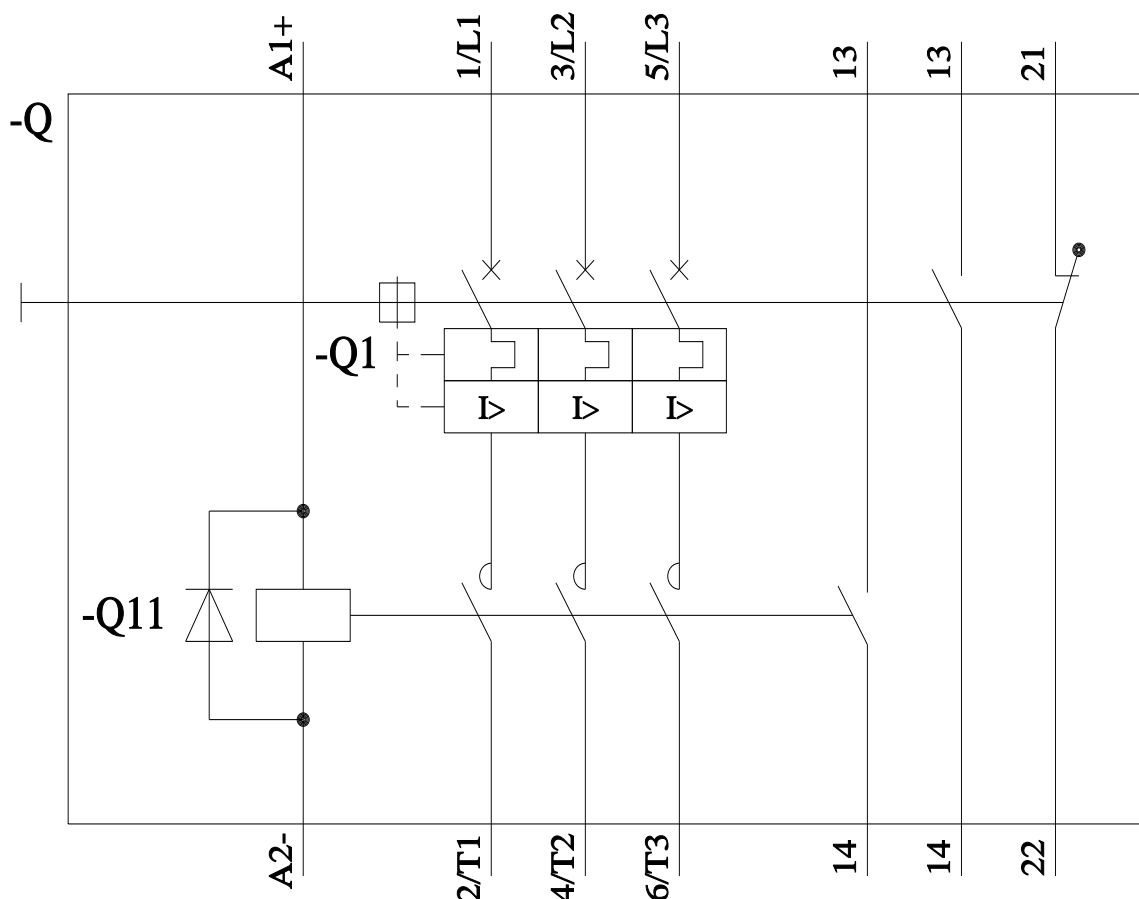 A1+
1/L1
3/L2
5/L3
13
13
21
-Q
-Q1
I>
I>
I>
-Q11
A2-
2/T1
4/T2
6/T3
14
14
22